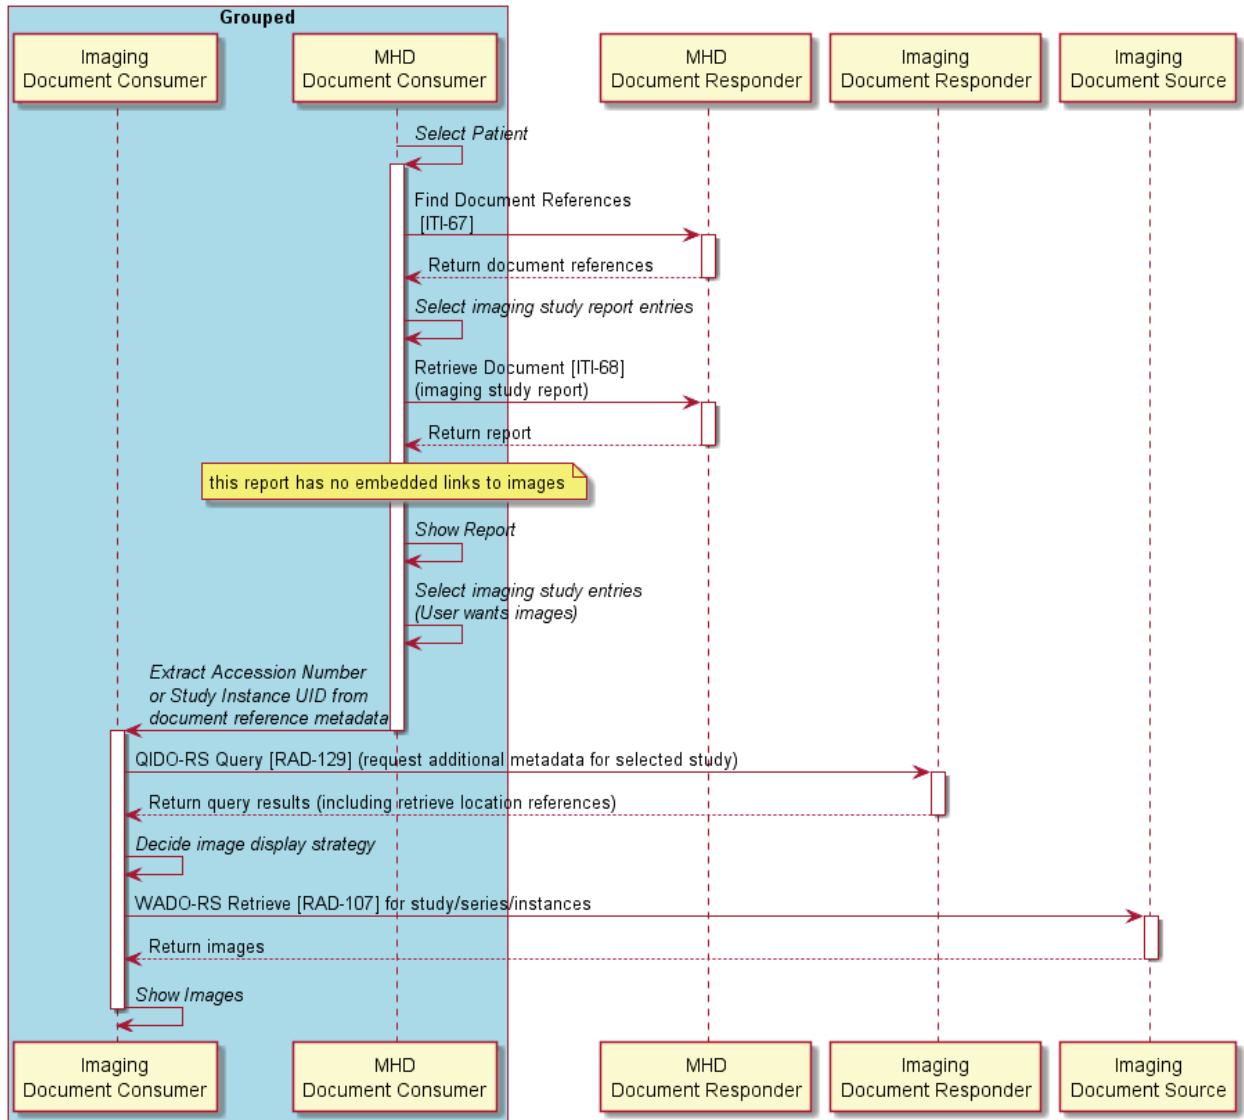 Grouped
Imaging
Document Consumer
MHD
Document Consumer
MHD
Document Responder
Imaging
Document Responder
Imaging
Document Source
Select Patient
Find Document References
[ITI-67]
Return document references
Select imaging study report entries
Retrieve Document [ITI-68]
(imaging study report)
Return report
this report has no embedded links to images
Show Report
Select imaging study entries
(User wants images)
Extract Accession Number
or Study Instance UID from
document reference metadata
QIDO-RS Query [RAD-129] (request additional metadata for selected study)
Return query results (including retrieve location references)
Decide image display strategy
WADO-RS Retrieve [RAD-107] for study/series/instances
Return images
Show Images
Imaging
Document Consumer
MHD
Document Consumer
MHD
Document Responder
Imaging
Document Responder
Imaging
Document Source